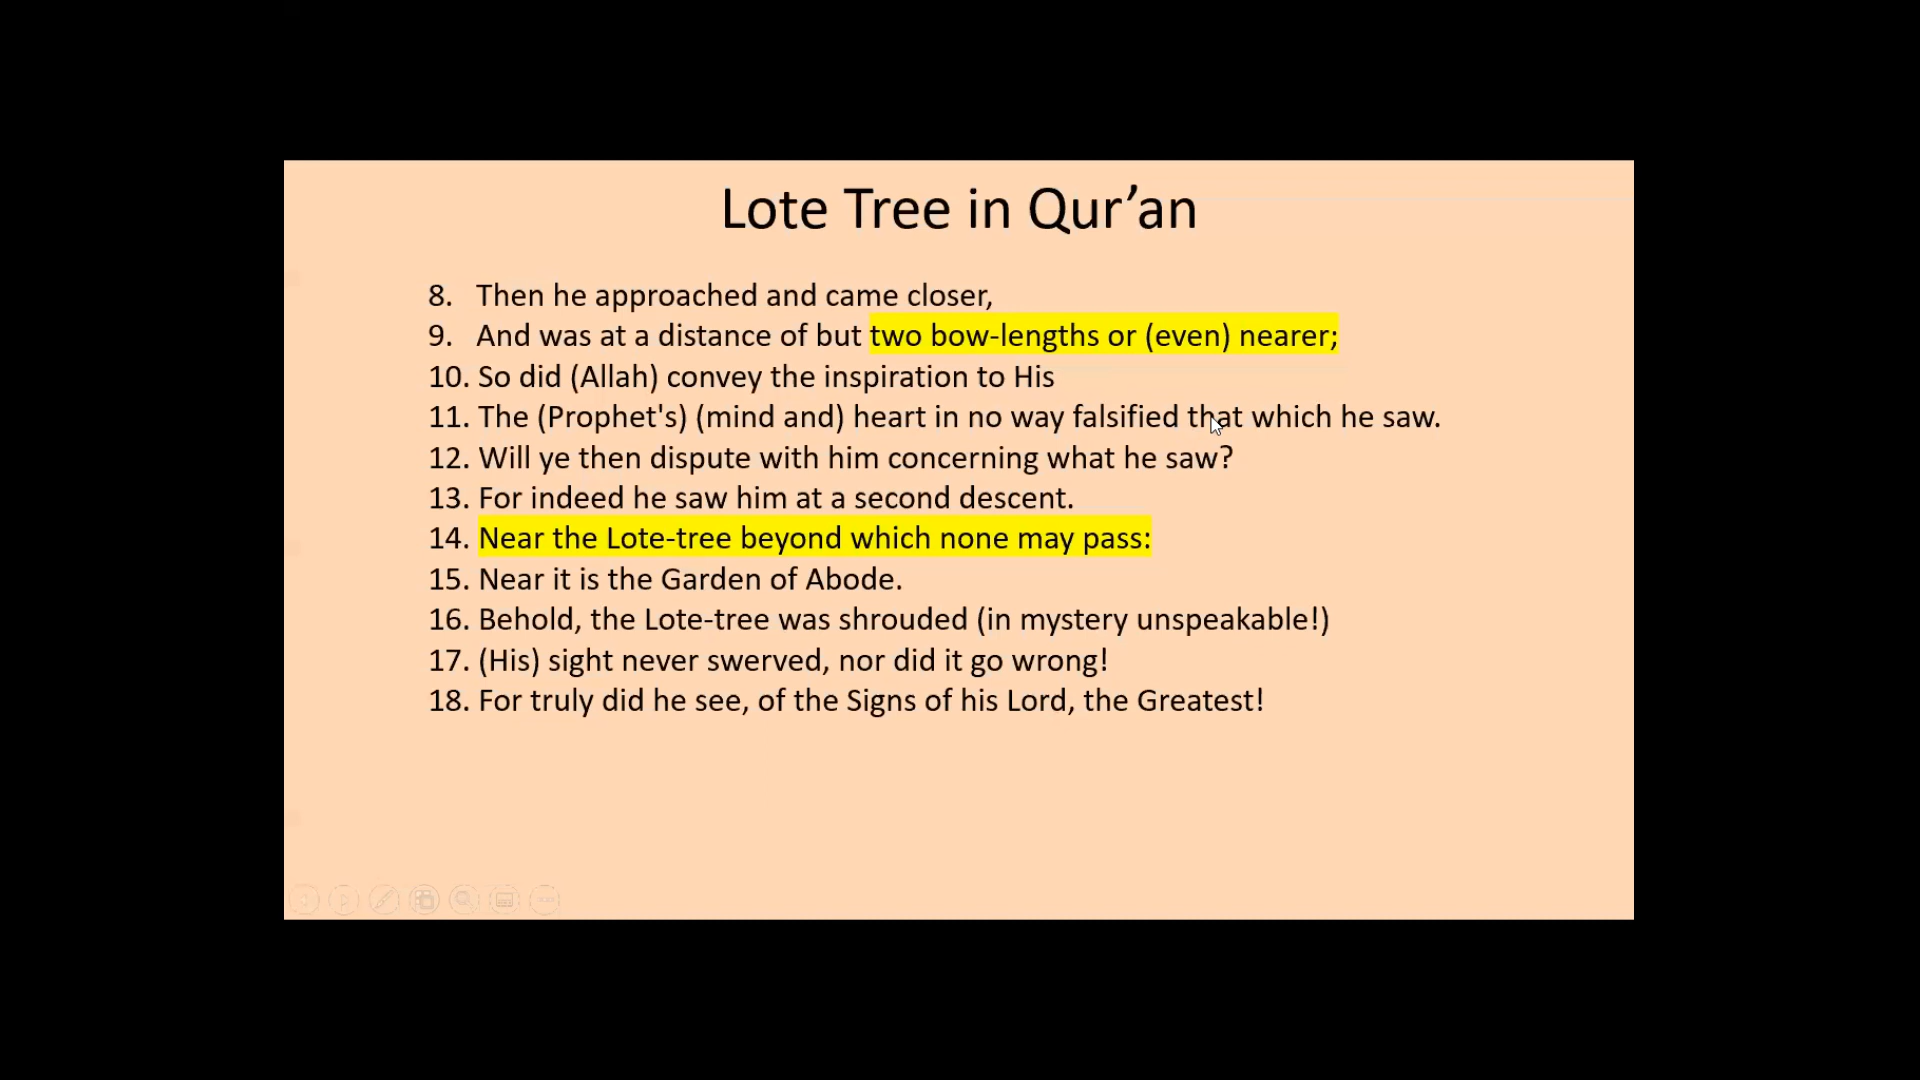 Lote Tree in Qur’an
8. Then he approached and came closer,
9. And was at a distance of but two bow-lengths or (even) nearer;
10. So did (Allah) convey the inspiration to His
11. The (Prophet's) (mind and) heart in no way falsified that which he saw.
12. Will ye then dispute with him concerning what he saw?
13. For indeed he saw him at a second descent.
14. Near the Lote-tree beyond which none may pass:
15. Near it is the Garden of Abode.
16. Behold, the Lote-tree was shrouded (in mystery unspeakable!)
17. (His) sight never swerved, nor did it go wrong!
18. For truly did he see, of the Signs of his Lord, the Greatest!